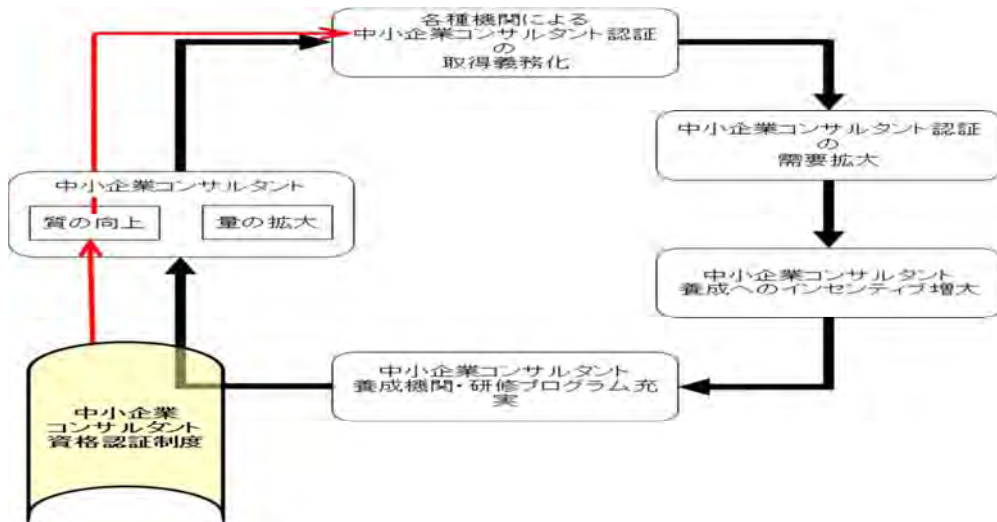 各種機関による
中小企業コンサルタント認証
の
取得義務化
中小企業コンサルタント認証
の
需要拡大
中小企業コンサルタント
養成へのインセンティブ増大
中小企業コンサルタント
養成機関・研修プログラム充
実
中小企業コンサルタント
質の向上
量の拡大
中小企業
コンサルタント
資格認証制度